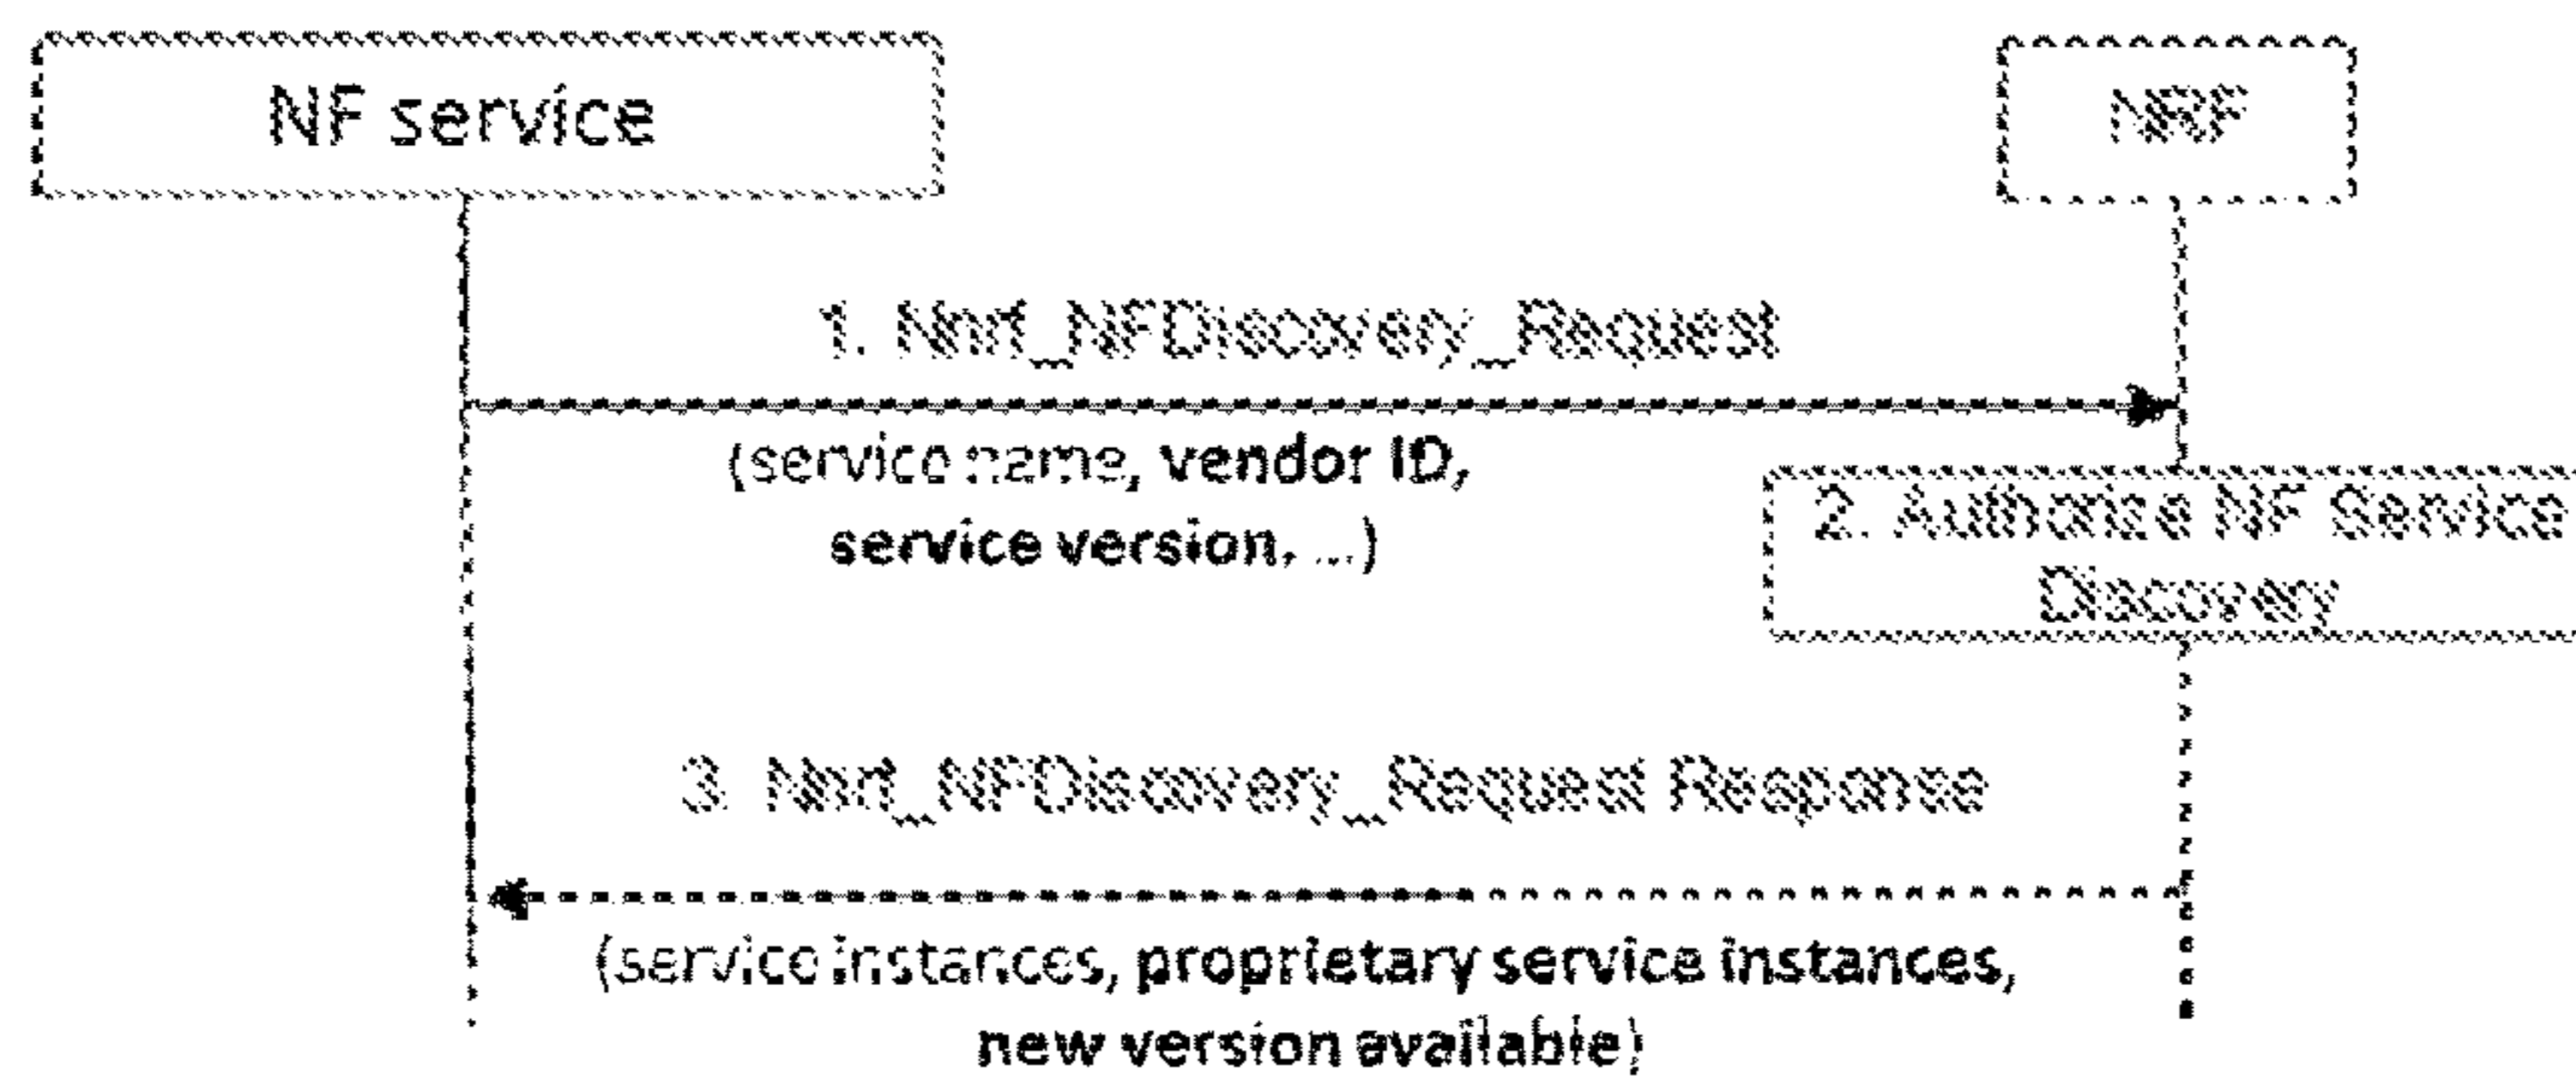 NF service
NRF
1. Nnrf_NFDiscovery_Request
(service name, vendor ID,
service version, ...)
2. Authorize NF Service
Discovery
3. Nnrf_NFDiscovery_Request Response
(service instances, proprietary service instances,
new version available)